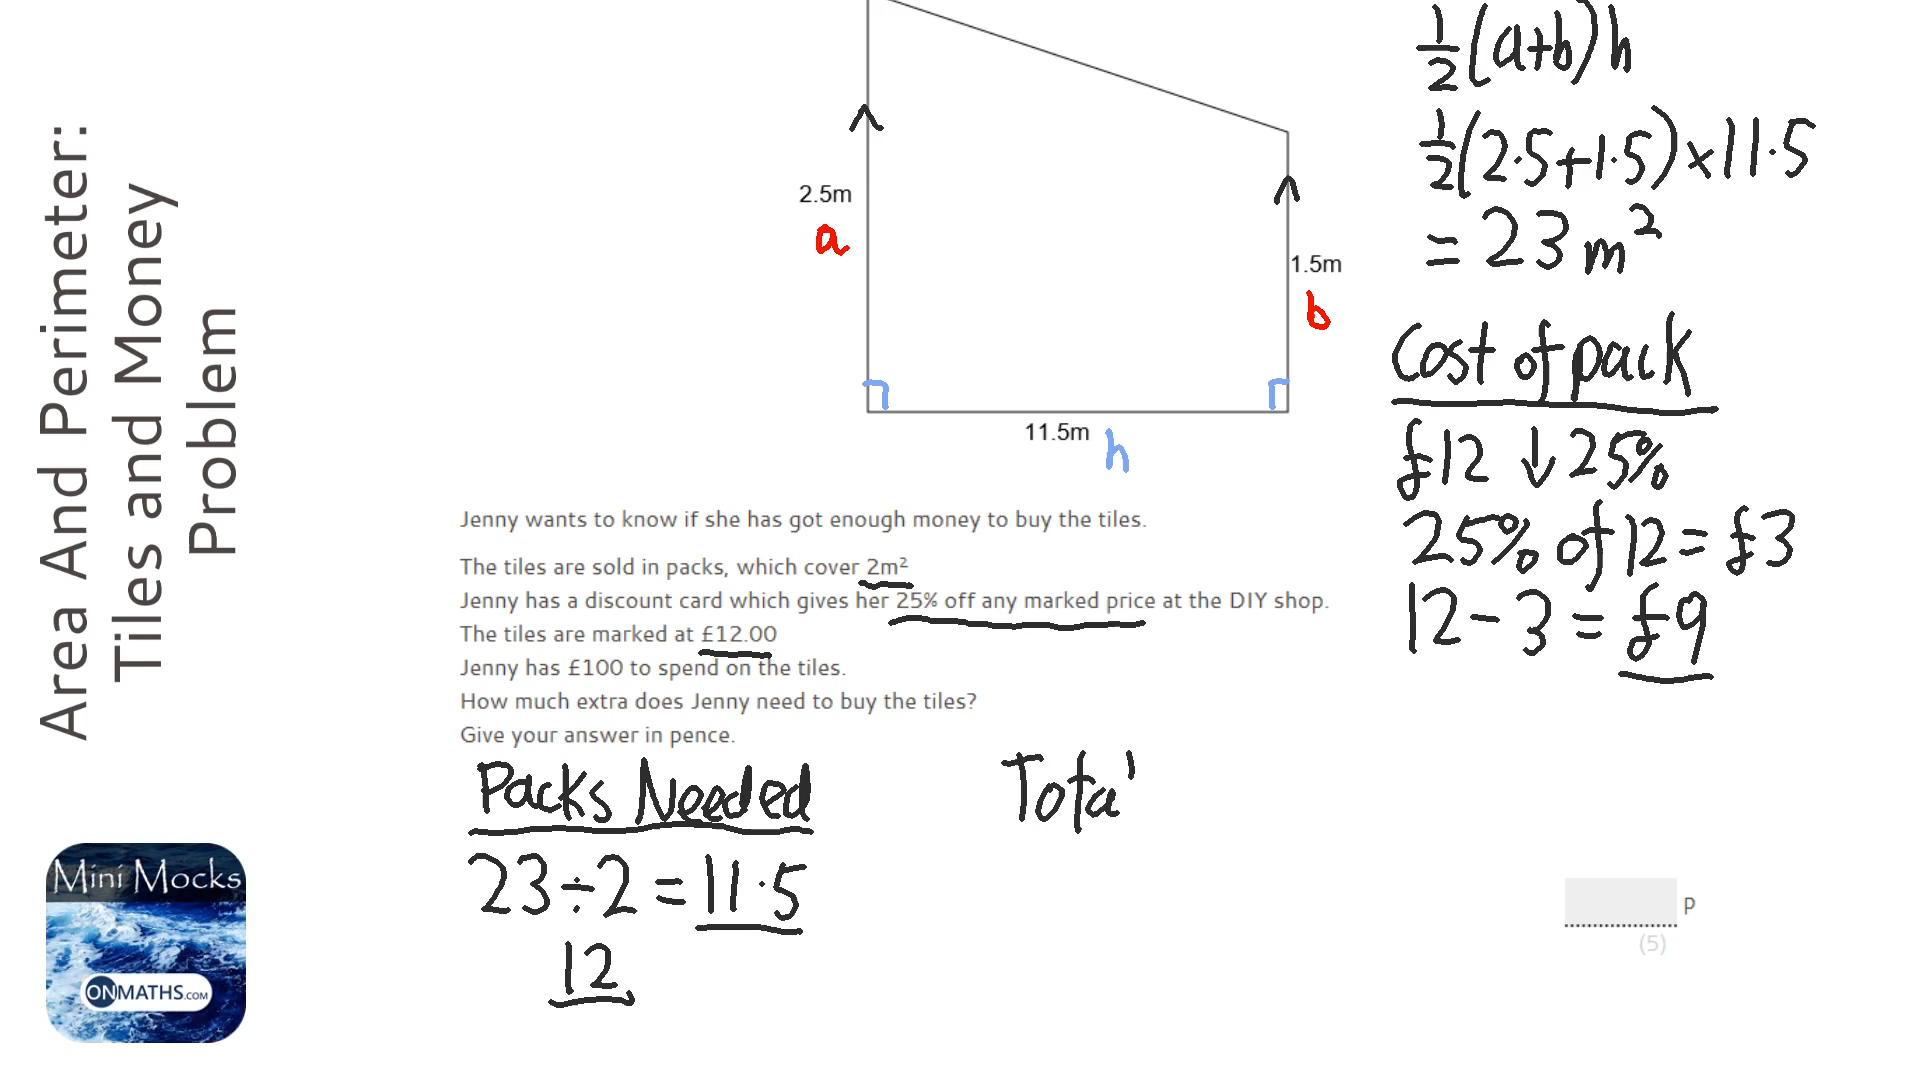 Area And Perimeter:
Tiles and Money
Problem
2.5m
a
1.5m
b
11.5m h
Jenny wants to know if she has got enough money to buy the tiles.
The tiles are sold in packs, which cover 2m²
Jenny has a discount card which gives her 25% off any marked price at the DIY shop.
The tiles are marked at £12.00
Jenny has £100 to spend on the tiles.
How much extra does Jenny need to buy the tiles?
Give your answer in pence.
Packs Needed
23÷2 = 11.5
12
Total
½(a+b)h
½(2.5+1.5)×11.5
= 23 m²
Cost of pack
£12 ↓ 25%
25% of 12 = £3
12 - 3 = £9
p
(5)
Mini Mocks
ONMATHS.COM